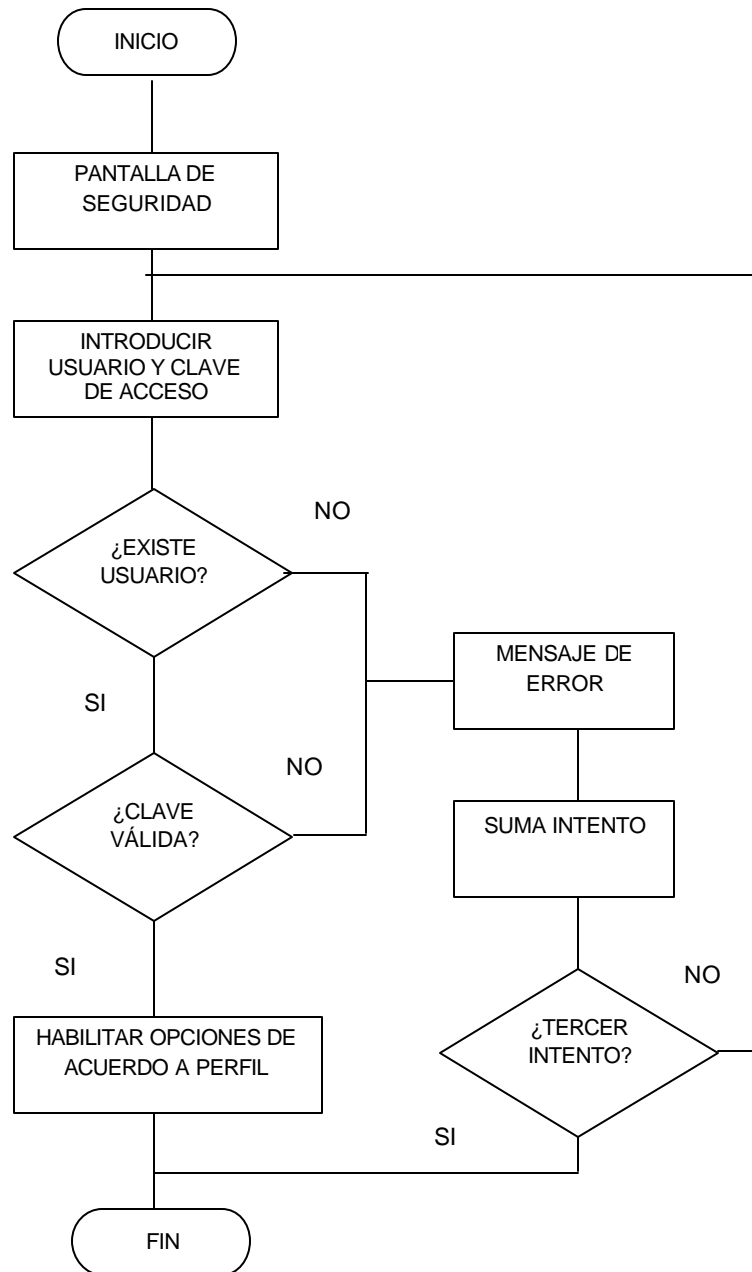 INICIO
PANTALLA DE
SEGURIDAD
INTRODUCIR
USUARIO Y CLAVE
DE ACCESO
NO
¿EXISTE
USUARIO?
MENSAJE DE
ERROR
SI
NO
¿CLAVE
VÁLIDA?
SUMA INTENTO
SI
NO
HABILITAR OPCIONES DE
ACUERDO A PERFIL
¿TERCER
INTENTO?
SI
FIN